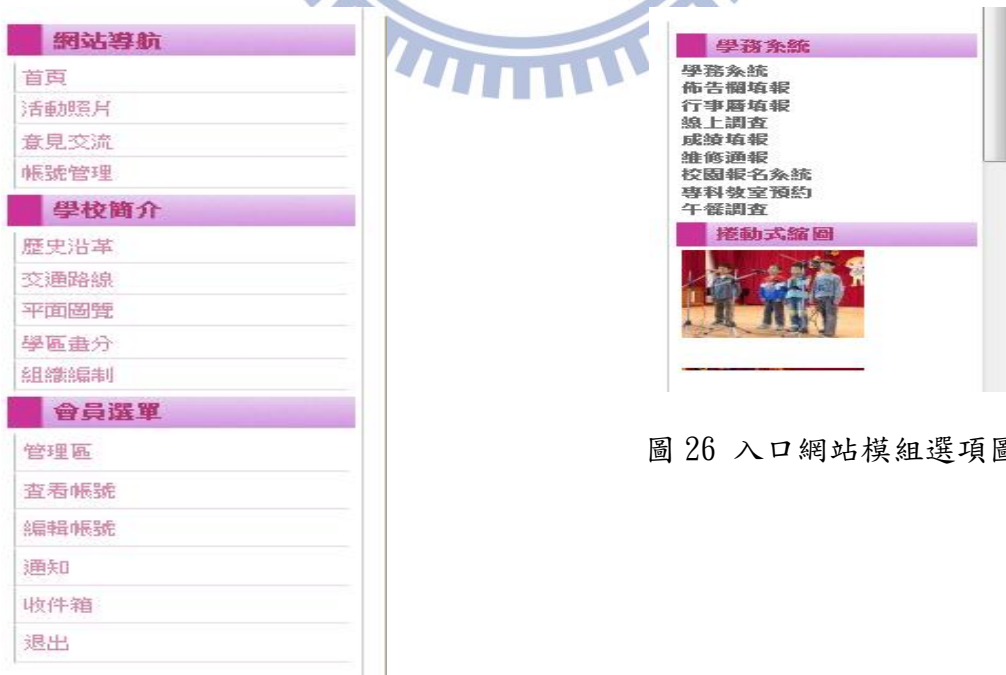 網站導航
首頁
活動照片
意見交流
帳號管理
學校簡介
歷史沿革
交通路線
平面圖覽
學區畫分
組織編制
會員選單
管理區
查看帳號
編輯帳號
通知
收件箱
退出
學務系統
學務系統
佈告欄填報
行事曆填報
線上調查
成績填報
維修通報
校園報名系統
專科教室預約
午餐調查
捲動式縮圖
圖 26 入口網站模組選項圖